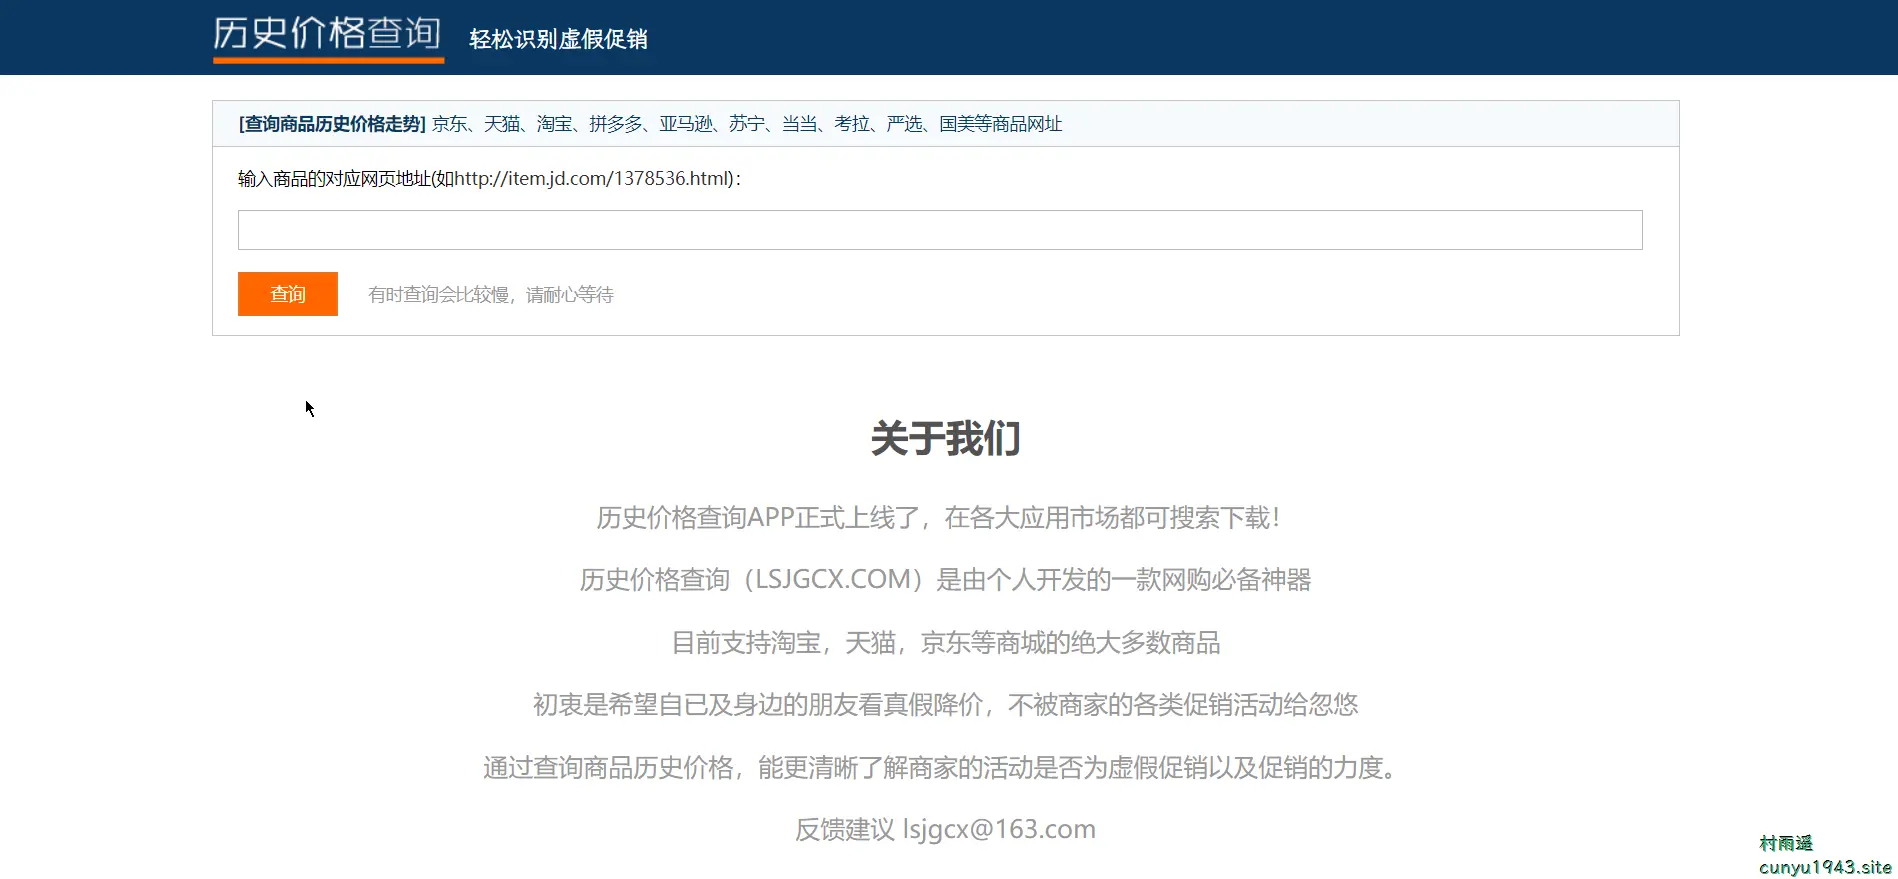 历史价格查询 轻松识别虚假促销
[查询商品历史价格走势] 京东、天猫、淘宝、拼多多、亚马逊、苏宁、当当、考拉、严选、国美等商品网址
输入商品的对应网页地址(如http://item.jd.com/1378536.html)：
查询 有时查询会比较慢，请耐心等待
关于我们
历史价格查询APP正式上线了，在各大应用市场都可搜索下载！
历史价格查询（LSJGCX.COM）是由个人开发的一款网购必备神器
目前支持淘宝，天猫，京东等商城的绝大多数商品
初衷是希望自已及身边的朋友看真假降价，不被商家的各类促销活动给忽悠
通过查询商品历史价格，能更清晰了解商家的活动是否为虚假促销以及促销的力度。
反馈建议 lsjgcx@163.com
村雨遥
cunyu1943.site